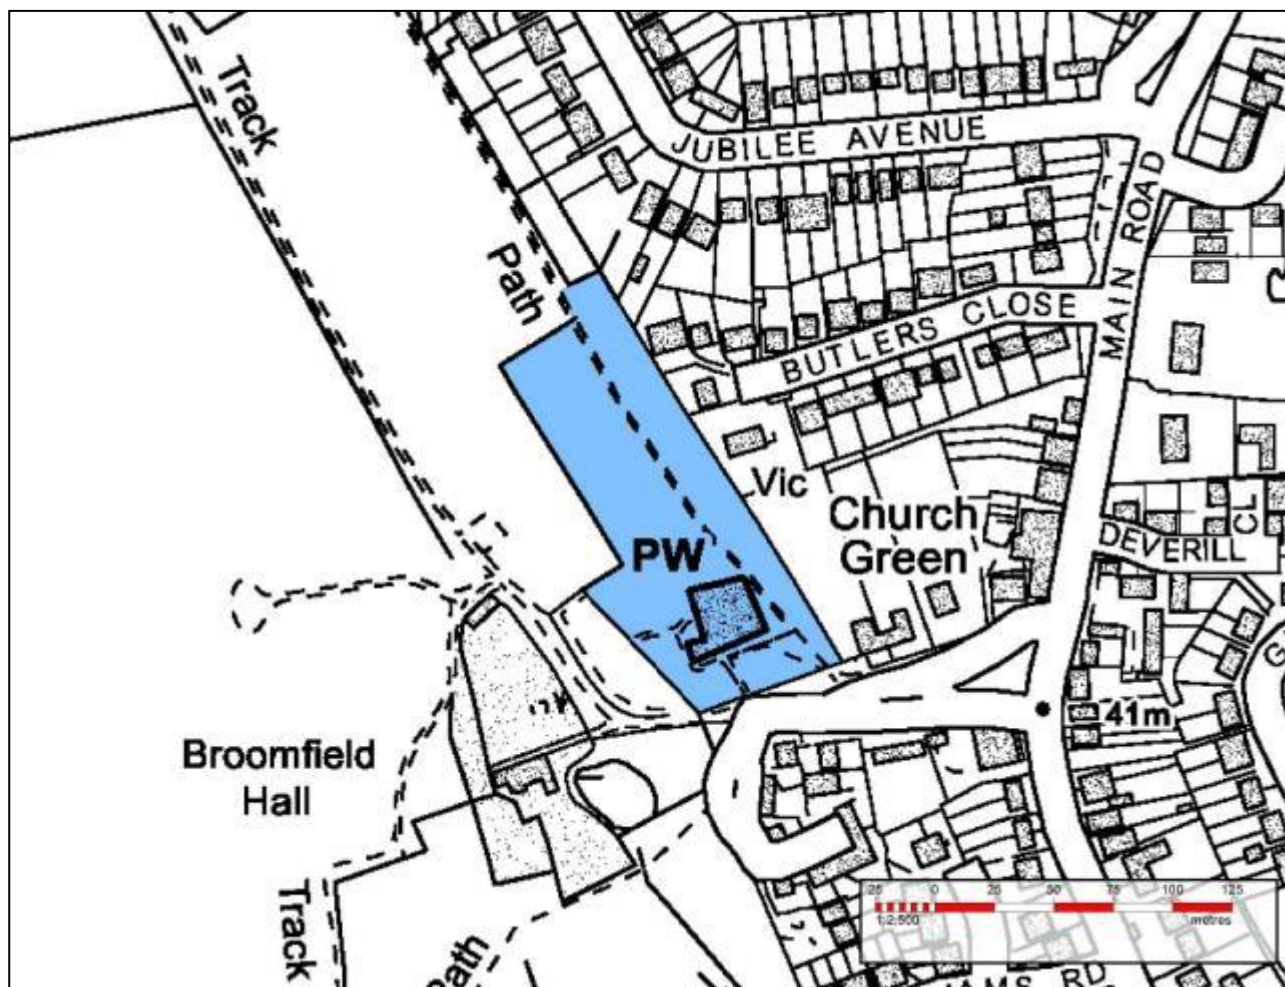 Track
JUBILEE AVENUE
MAIN ROAD
Path
BUTLERS CLOSE
Vic
Church
Green
PW
DEVERILL
CL
G
41m
Broomfield
Hall
Track
Path
25 0 25 50 75 100 125
1:2,500
metres
AMS RD